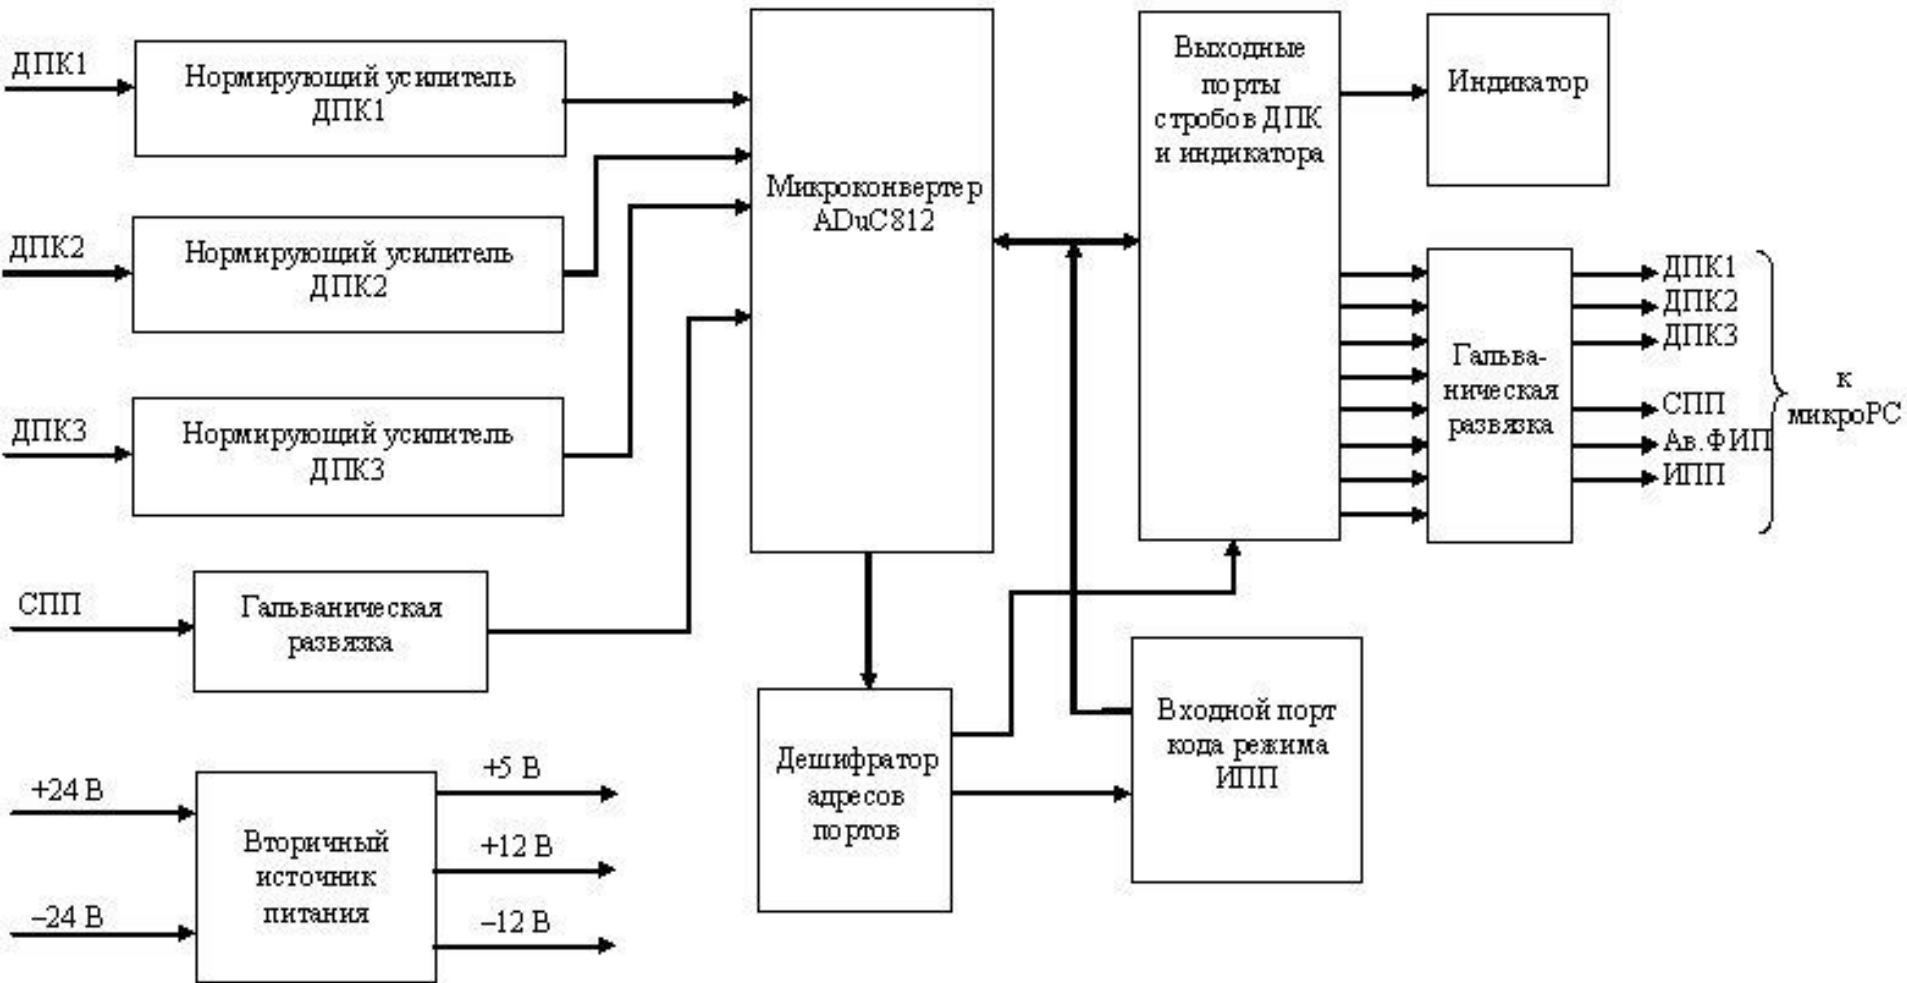 ДПК1
Нормирующий усилитель
ДПК1
ДПК2
Нормирующий усилитель
ДПК2
ДПК3
Нормирующий усилитель
ДПК3
СПП
Гальваническая
развязка
+24 В
–24 В
Вторичный
источник
питания
+5 В
+12 В
–12 В
Микроконвертер
ADuC812
Дешифратор
адресов
портов
Выходные
порты
стробов ДПК
и индикатора
Входной порт
кода режима
ИПП
Индикатор
Гальва-
ническая
развязка
ДПК1
ДПК2
ДПК3
СПП
Ав.ФИП
ИПП
к
микроРС